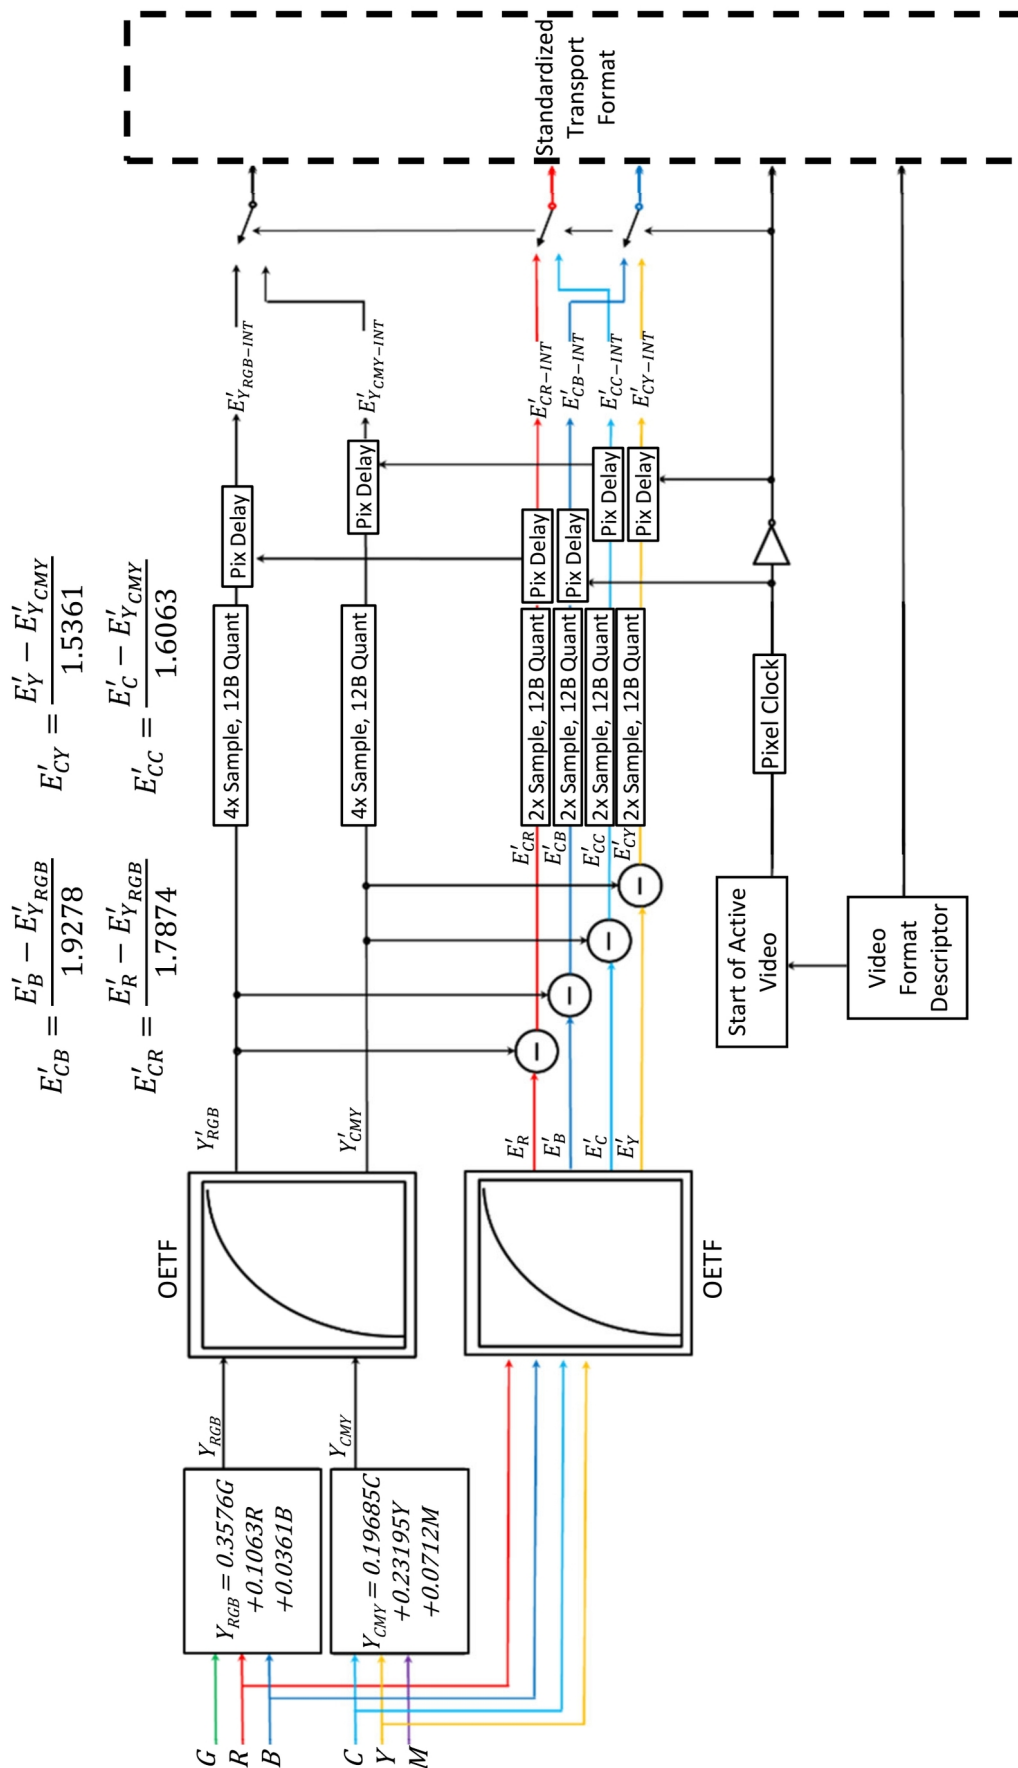 E'CB = E'B − E'YRGB / 1.9278
E'CY = E'Y − E'YCMY / 1.5361
E'CR = E'R − E'YRGB / 1.7874
E'CC = E'C − E'YCMY / 1.6063
G
R
B
C
Y
M
YRGB = 0.3576G
+0.1063R
+0.0361B
YCMY = 0.19685C
+0.23195Y
+0.0712M
YRGB
YCMY
OETF
OETF
Y'RGB
Y'CMY
E'R
E'B
E'C
E'Y
−
−
−
−
E'CR
E'CB
E'CC
E'CY
4x Sample, 12B Quant
4x Sample, 12B Quant
2x Sample, 12B Quant
2x Sample, 12B Quant
2x Sample, 12B Quant
2x Sample, 12B Quant
Pix Delay
Pix Delay
Pix Delay
Pix Delay
Pix Delay
Pix Delay
E'YRGB−INT
E'YCMY−INT
E'CR−INT
E'CB−INT
E'CC−INT
E'CY−INT
Start of Active
Video
Pixel Clock
Video
Format
Descriptor
Standardized
Transport
Format